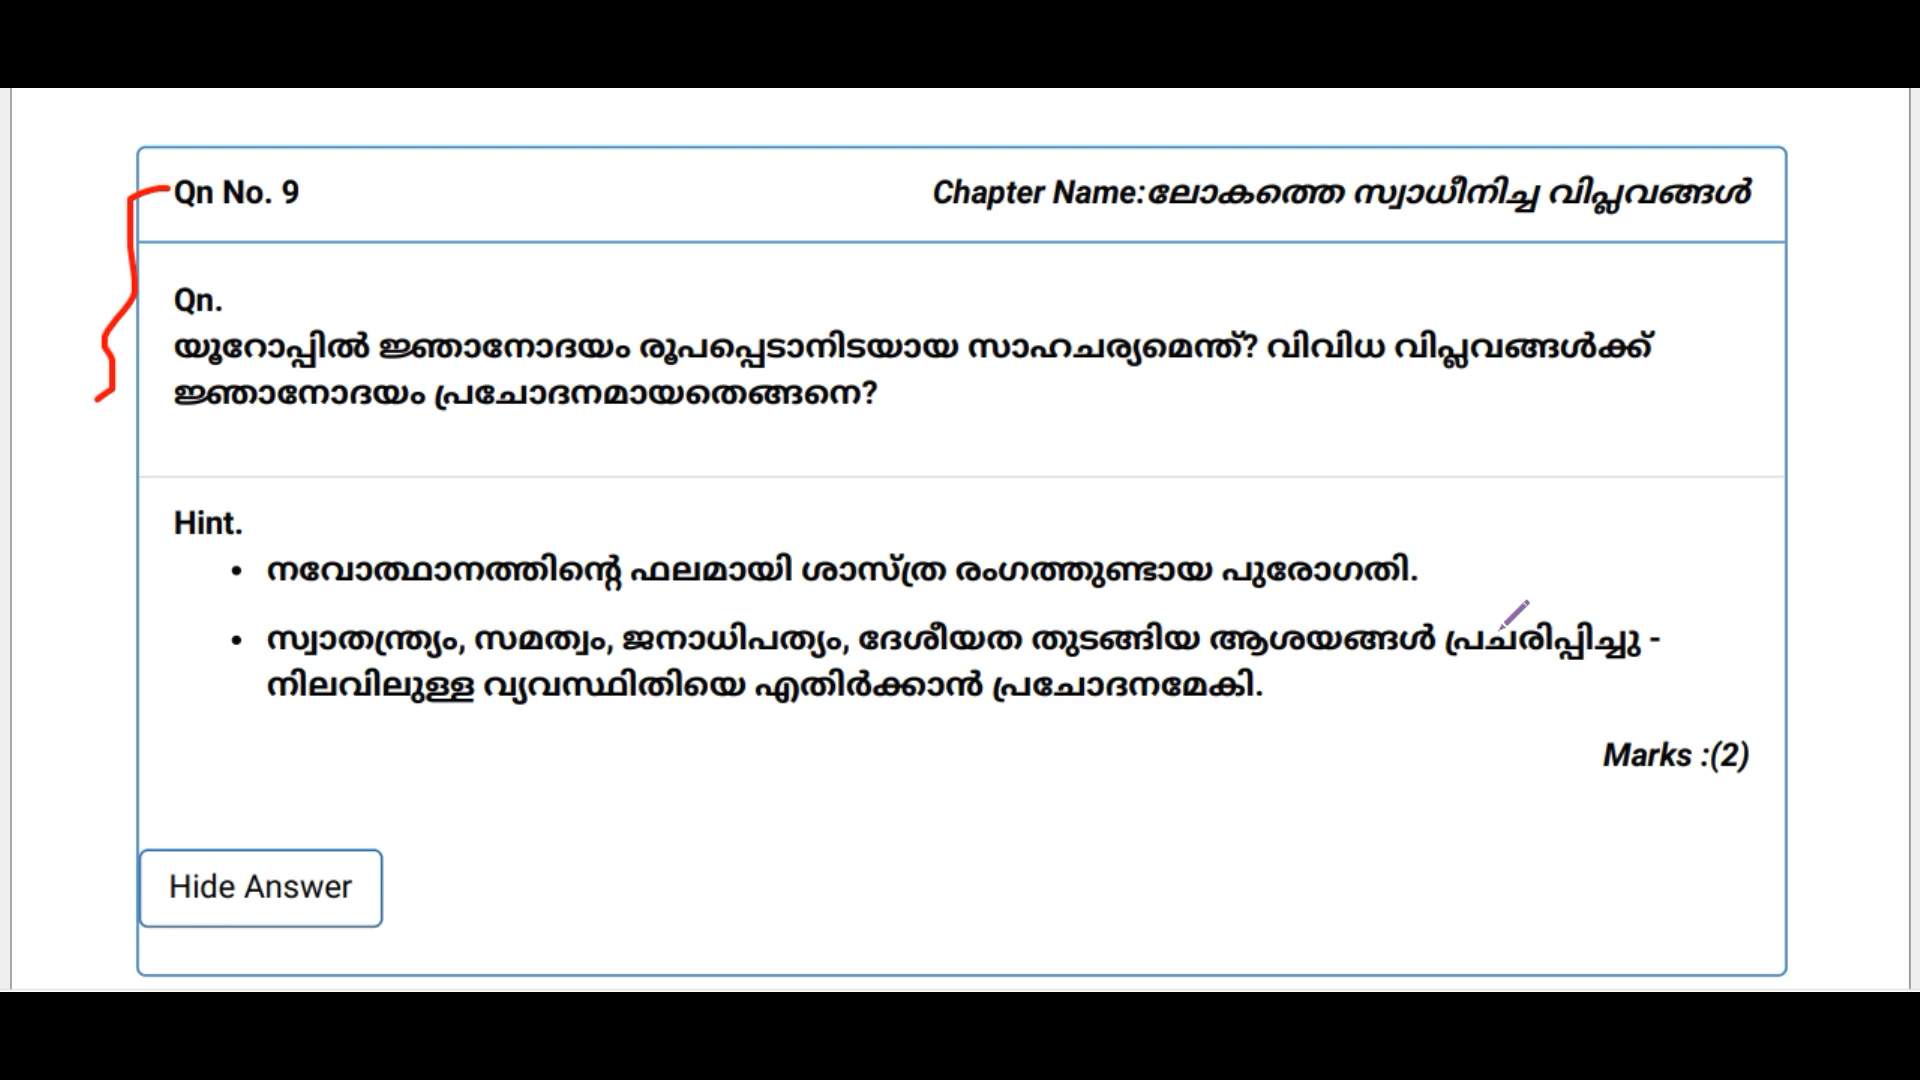 Qn No. 9
Chapter Name:ലോകത്തെ സ്വാധീനിച്ച വിപ്ലവങ്ങൾ
Qn.
യൂറോപ്പിൽ ജ്ഞാനോദയം രൂപപ്പെടാനിടയായ സാഹചര്യമെന്ത്? വിവിധ വിപ്ലവങ്ങൾക്ക്
ജ്ഞാനോദയം പ്രചോദനമായതെങ്ങനെ?
Hint.
• നവോത്ഥാനത്തിന്റെ ഫലമായി ശാസ്ത്ര രംഗത്തുണ്ടായ പുരോഗതി.
• സ്വാതന്ത്ര്യം, സമത്വം, ജനാധിപത്യം, ദേശീയത തുടങ്ങിയ ആശയങ്ങൾ പ്രചരിപ്പിച്ചു -
നിലവിലുള്ള വ്യവസ്ഥിതിയെ എതിർക്കാൻ പ്രചോദനമേകി.
Marks :(2)
Hide Answer